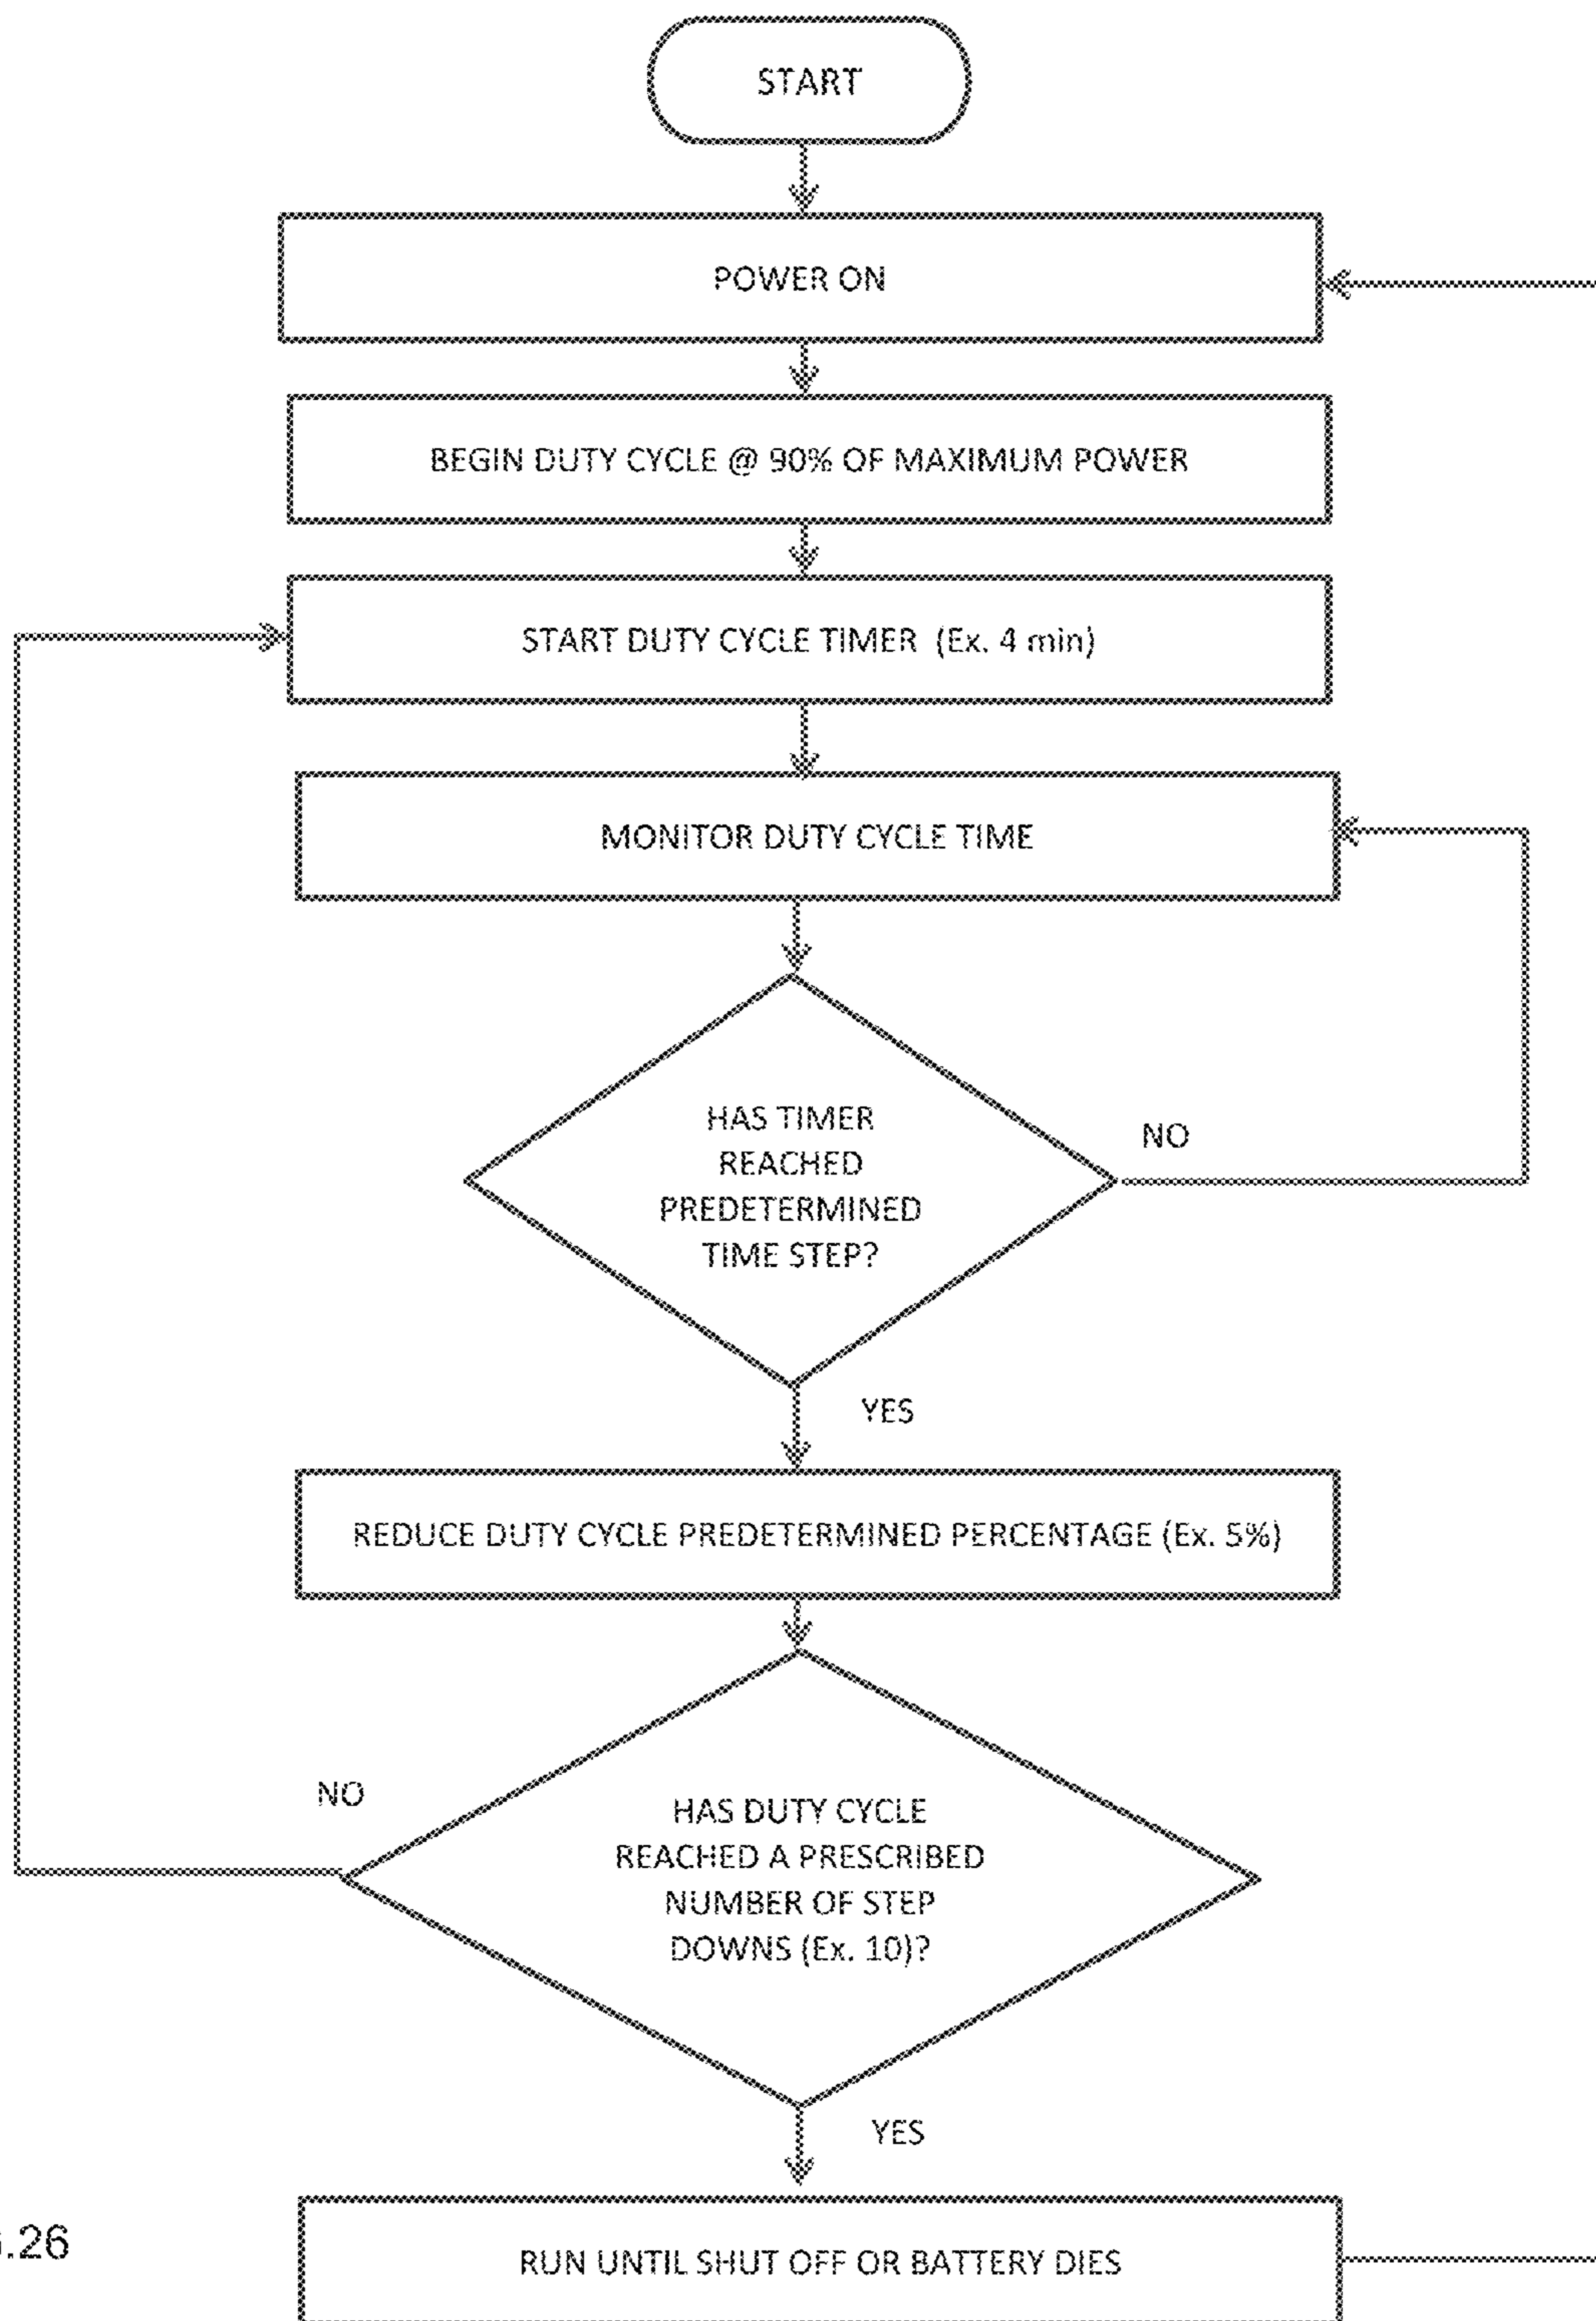 START
POWER ON
BEGIN DUTY CYCLE @ 90% OF MAXIMUM POWER
START DUTY CYCLE TIMER (Ex. 4 min)
MONITOR DUTY CYCLE TIME
HAS TIMER
REACHED
PREDETERMINED
TIME STEP?
NO
YES
REDUCE DUTY CYCLE PREDETERMINED PERCENTAGE (Ex. 5%)
NO
HAS DUTY CYCLE
REACHED A PRESCRIBED
NUMBER OF STEP
DOWNS (Ex. 10)?
YES
.26
RUN UNTIL SHUT OFF OR BATTERY DIES